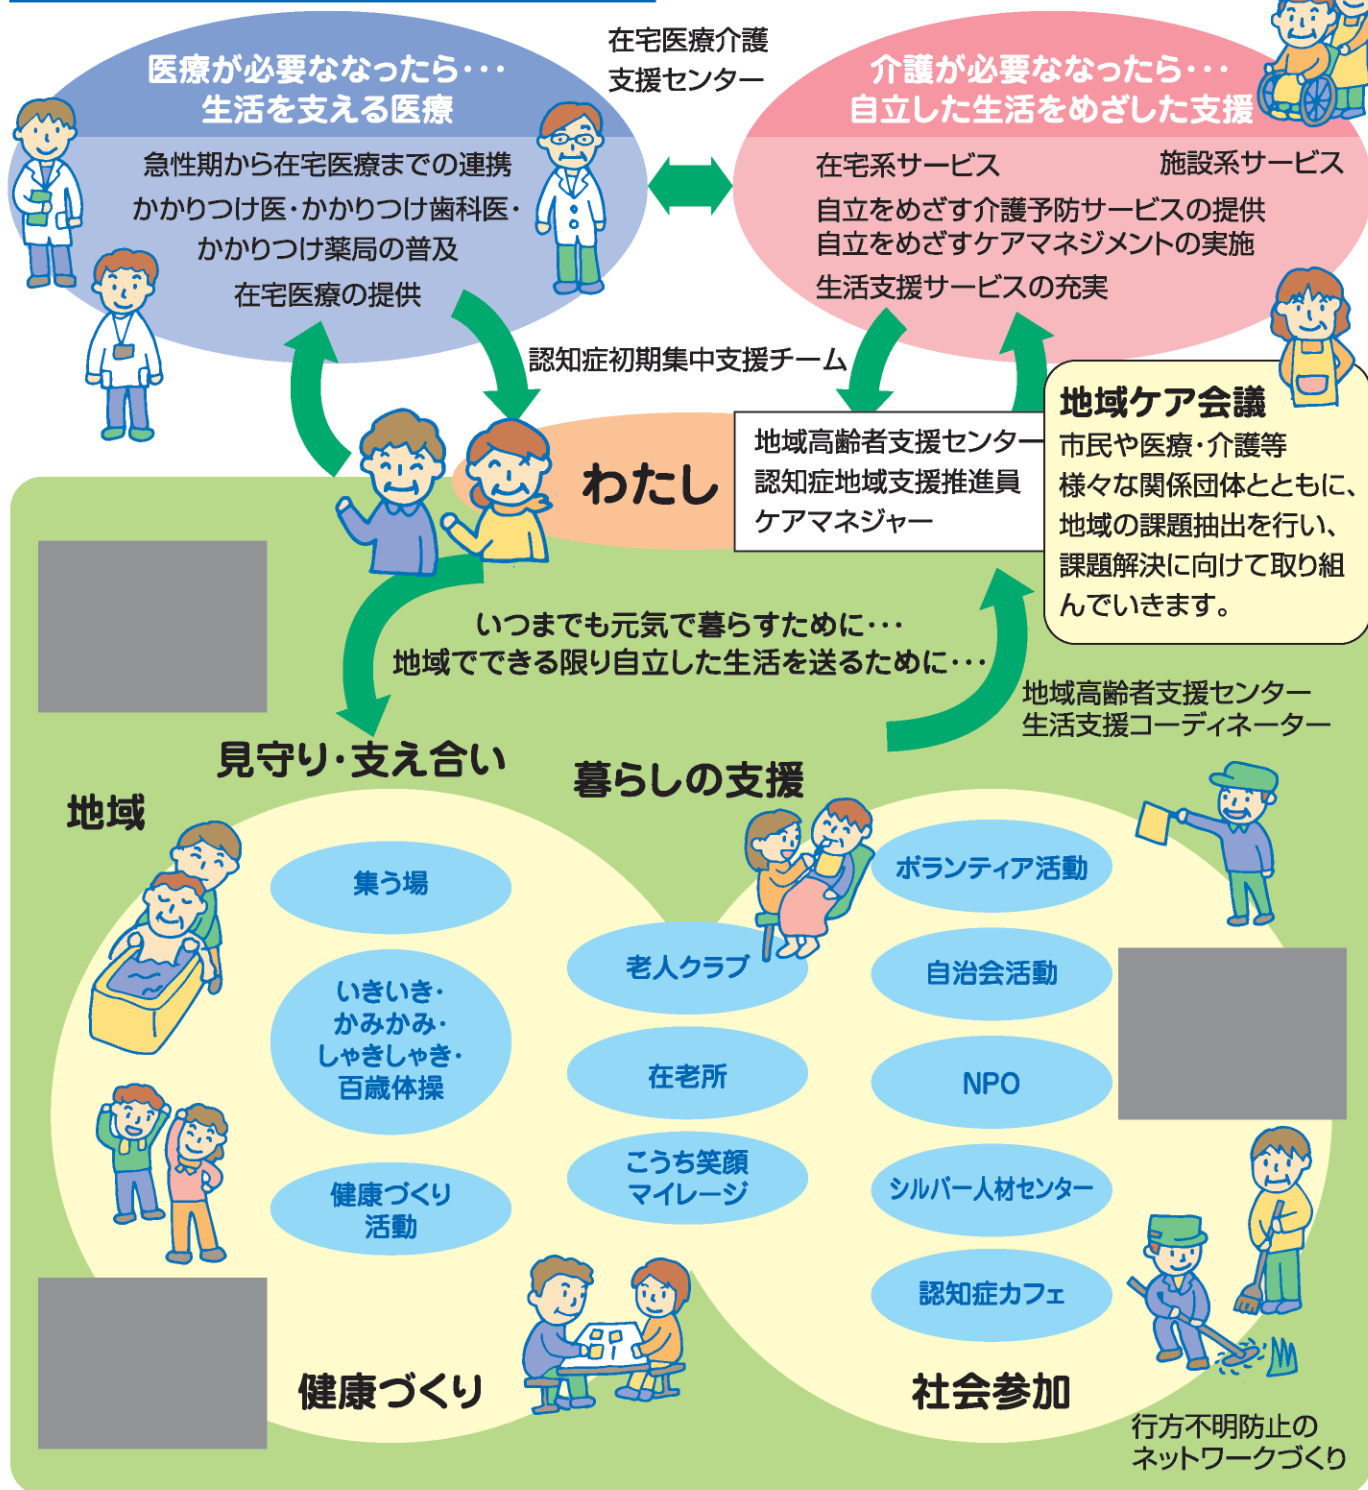 在宅医療介護
支援センター
医療が必要ななったら・・・
生活を支える医療
急性期から在宅医療までの連携
かかりつけ医・かかりつけ歯科医・
かかりつけ薬局の普及
在宅医療の提供
介護が必要ななったら・・・
自立した生活をめざした支援
在宅系サービス
施設系サービス
自立をめざす介護予防サービスの提供
自立をめざすケアマネジメントの実施
生活支援サービスの充実
認知症初期集中支援チーム
わたし
地域高齢者支援センター
認知症地域支援推進員
ケアマネジャー
地域ケア会議
市民や医療・介護等
様々な関係団体とともに、
地域の課題抽出を行い、
課題解決に向けて取り組
んでいきます。
いつまでも元気で暮らすために・・・
地域でできる限り自立した生活を送るために・・・
地域高齢者支援センター
生活支援コーディネーター
見守り・支え合い
暮らしの支援
地域
集う場
いきいき・
かみかみ・
しゃきしゃき・
百歳体操
健康づくり
活動
老人クラブ
在老所
こうち笑顔
マイレージ
ボランティア活動
自治会活動
NPO
シルバー人材センター
認知症カフェ
健康づくり
社会参加
行方不明防止の
ネットワークづくり